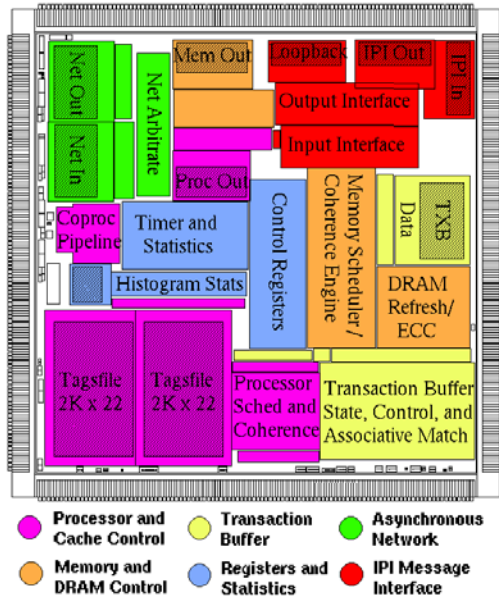 Mem Out
Loopback
IPI Out
IPI In
Net Out
Net Arbitrate
Output Interface
Net In
Input Interface
Proc Out
Coproc
Pipeline
Timer and
Statistics
Control
Registers
Memory Scheduler /
Coherence Engine
Data
TXB
Histogram Stats
DRAM
Refresh/
ECC
Tagsfile
2K x 22
Tagsfile
2K x 22
Processor
Sched and
Coherence
Transaction Buffer
State, Control, and
Associative Match
Processor and
Cache Control
Transaction
Buffer
Asynchronous
Network
Memory and
DRAM Control
Registers and
Statistics
IPI Message
Interface